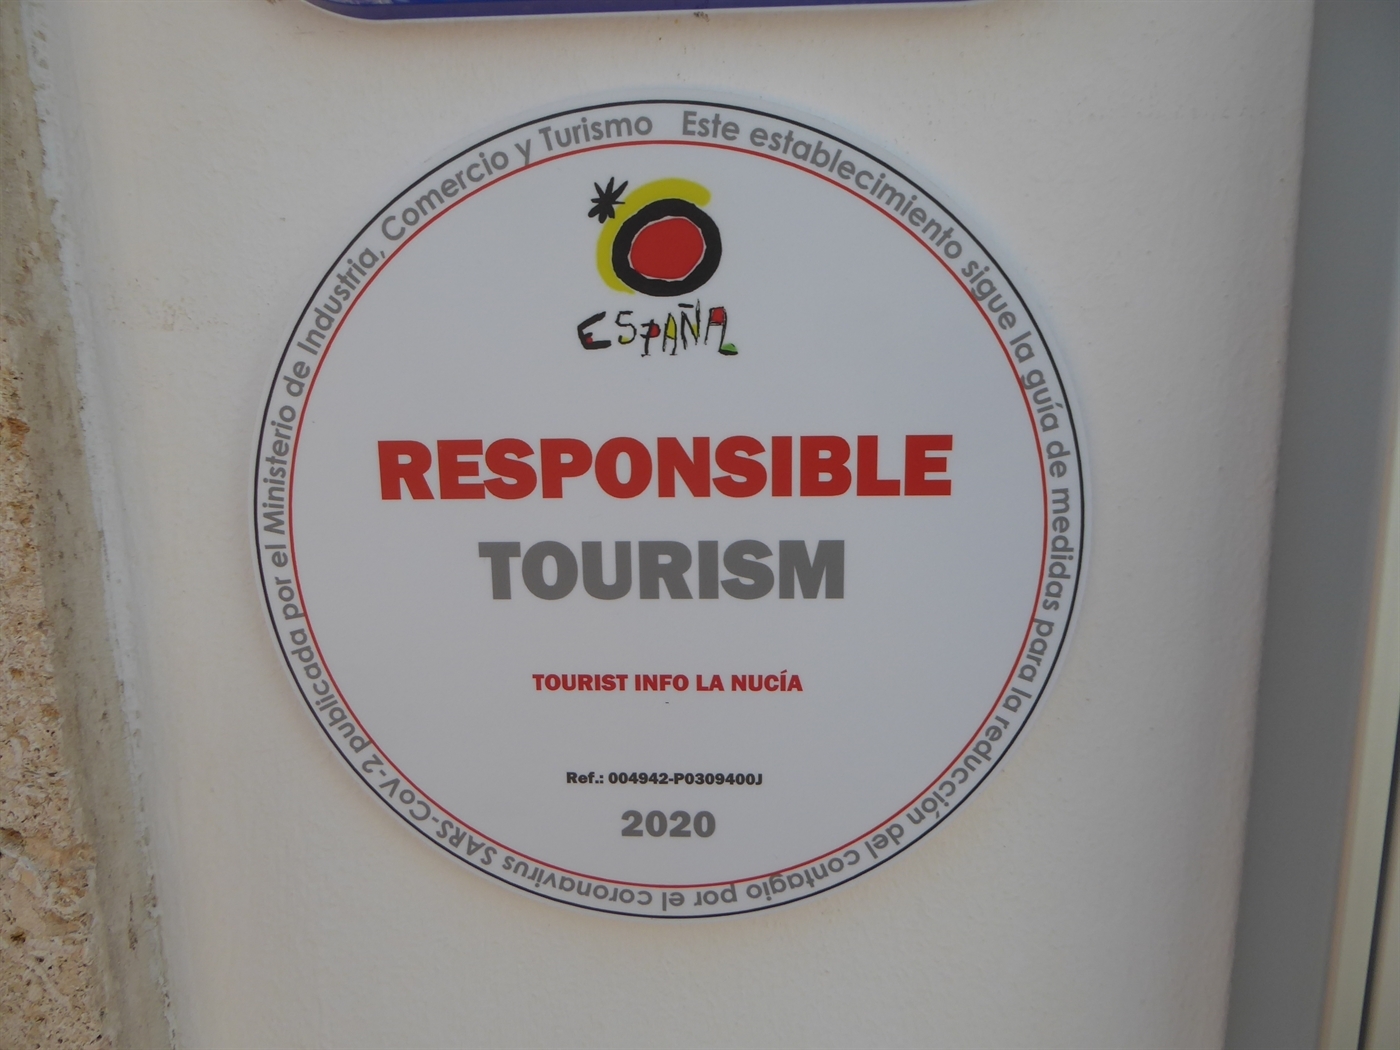 Este establecimiento sigue la guía de medidas para la reducción del contagio por el coronavirus SARS-CoV-2 publicada por el Ministerio de Industria, Comercio y Turismo
ESPAÑA
RESPONSIBLE
TOURISM
TOURIST INFO LA NUCÍA
Ref.: 004942-P0309400J
2020